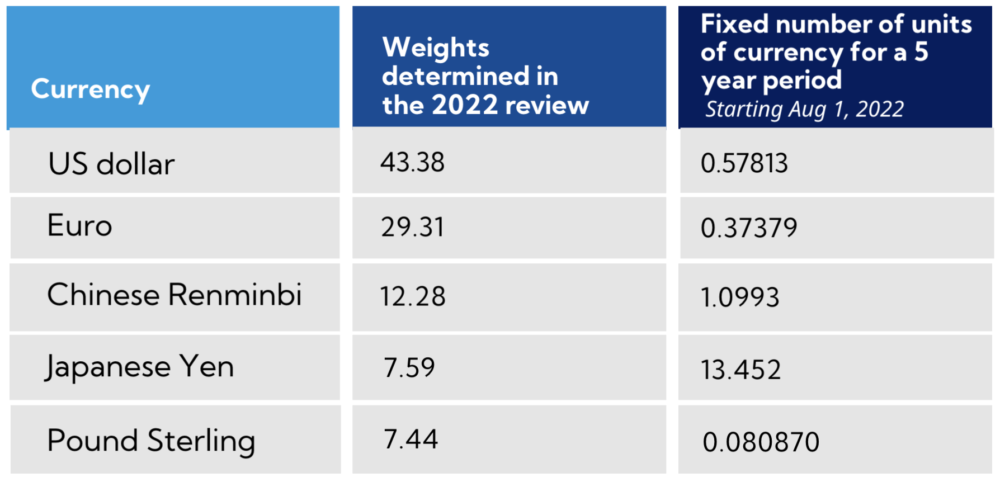 Currency
Weights
determined in
the 2022 review
Fixed number of units
of currency for a 5
year period
Starting Aug 1, 2022
US dollar 43.38 0.57813
Euro 29.31 0.37379
Chinese Renminbi 12.28 1.0993
Japanese Yen 7.59 13.452
Pound Sterling 7.44 0.080870